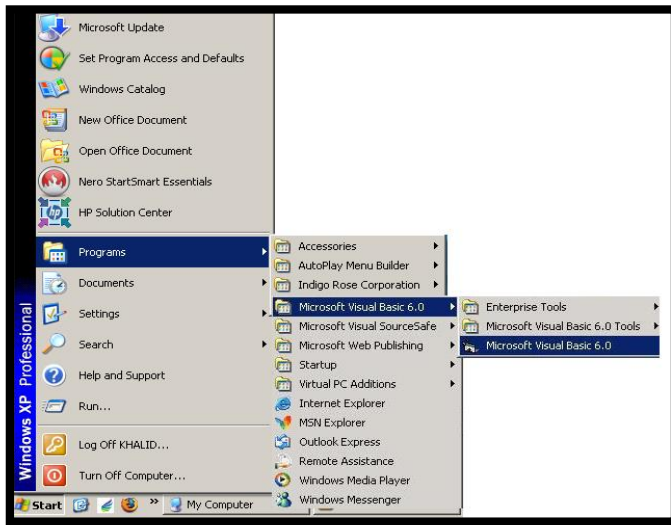 Microsoft Update
Set Program Access and Defaults
Windows Catalog
New Office Document
Open Office Document
Nero StartSmart Essentials
HP Solution Center
Programs
Documents
Settings
Search
Help and Support
Run...
Log Off KHALID...
Turn Off Computer...
Windows XP Professional
Accessories
AutoPlay Menu Builder
Indigo Rose Corporation
Microsoft Visual Basic 6.0
Microsoft Visual SourceSafe
Microsoft Web Publishing
Startup
Virtual PC Additions
Internet Explorer
MSN Explorer
Outlook Express
Remote Assistance
Windows Media Player
Windows Messenger
Enterprise Tools
Microsoft Visual Basic 6.0 Tools
Microsoft Visual Basic 6.0
Start
My Computer